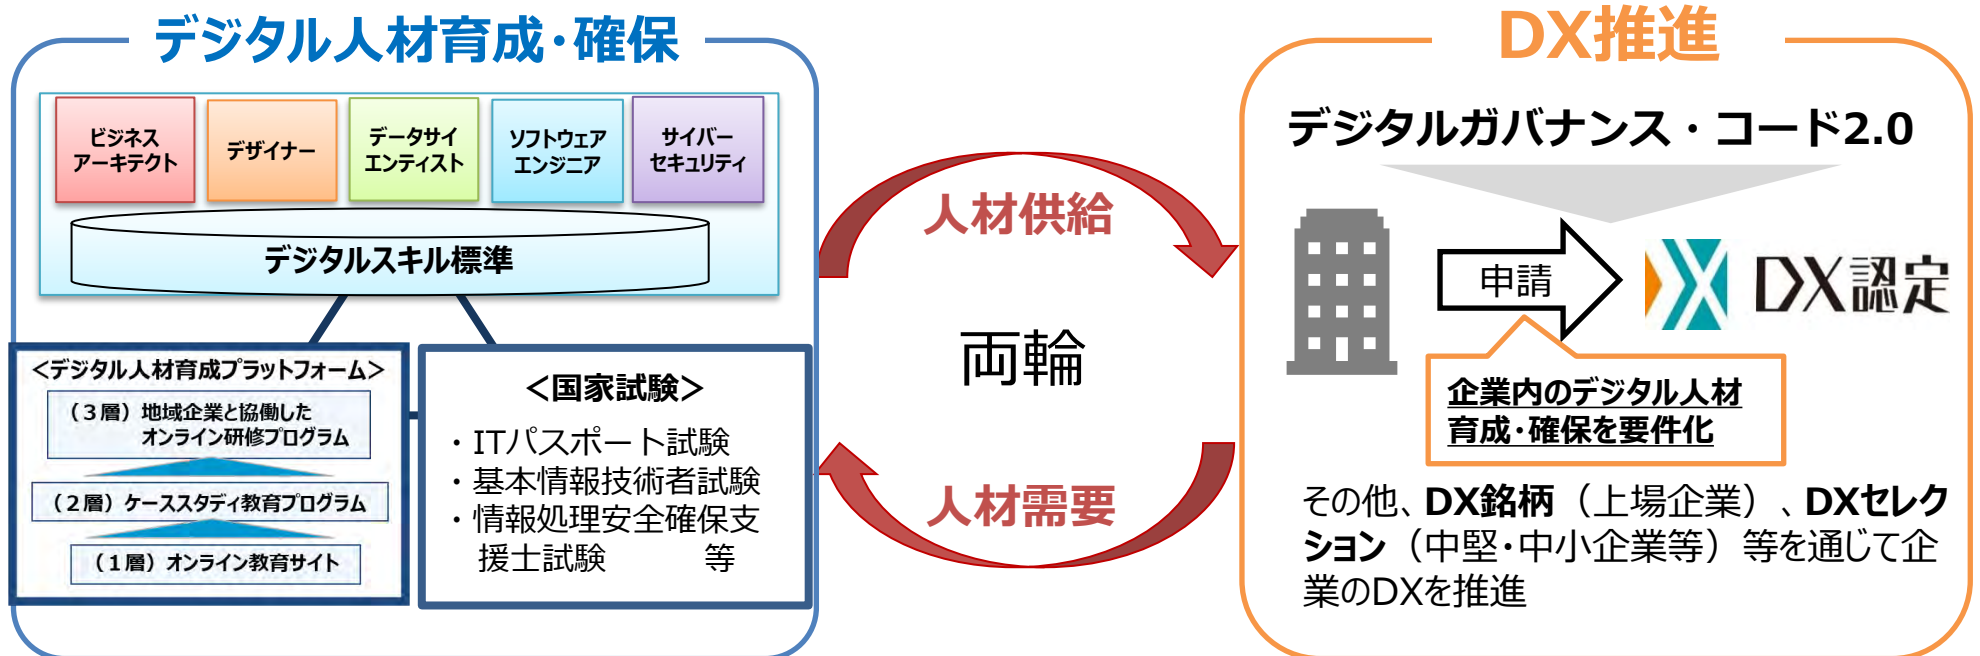 デジタル人材育成・確保
ビジネス
アーキテクト
デザイナー
データサイ
エンティスト
ソフトウェア
エンジニア
サイバー
セキュリティ
デジタルスキル標準
＜デジタル人材育成プラットフォーム＞
（３層）地域企業と協働した
オンライン研修プログラム
（２層）ケーススタディ教育プログラム
（１層）オンライン教育サイト
＜国家試験＞
・ITパスポート試験
・基本情報技術者試験
・情報処理安全確保支
援士試験　　　等
人材供給
両輪
人材需要
DX推進
デジタルガバナンス・コード2.0
申請
DX認定
企業内のデジタル人材
育成・確保を要件化
その他、DX銘柄（上場企業）、DXセレク
ション（中堅・中小企業等）等を通じて企
業のDXを推進